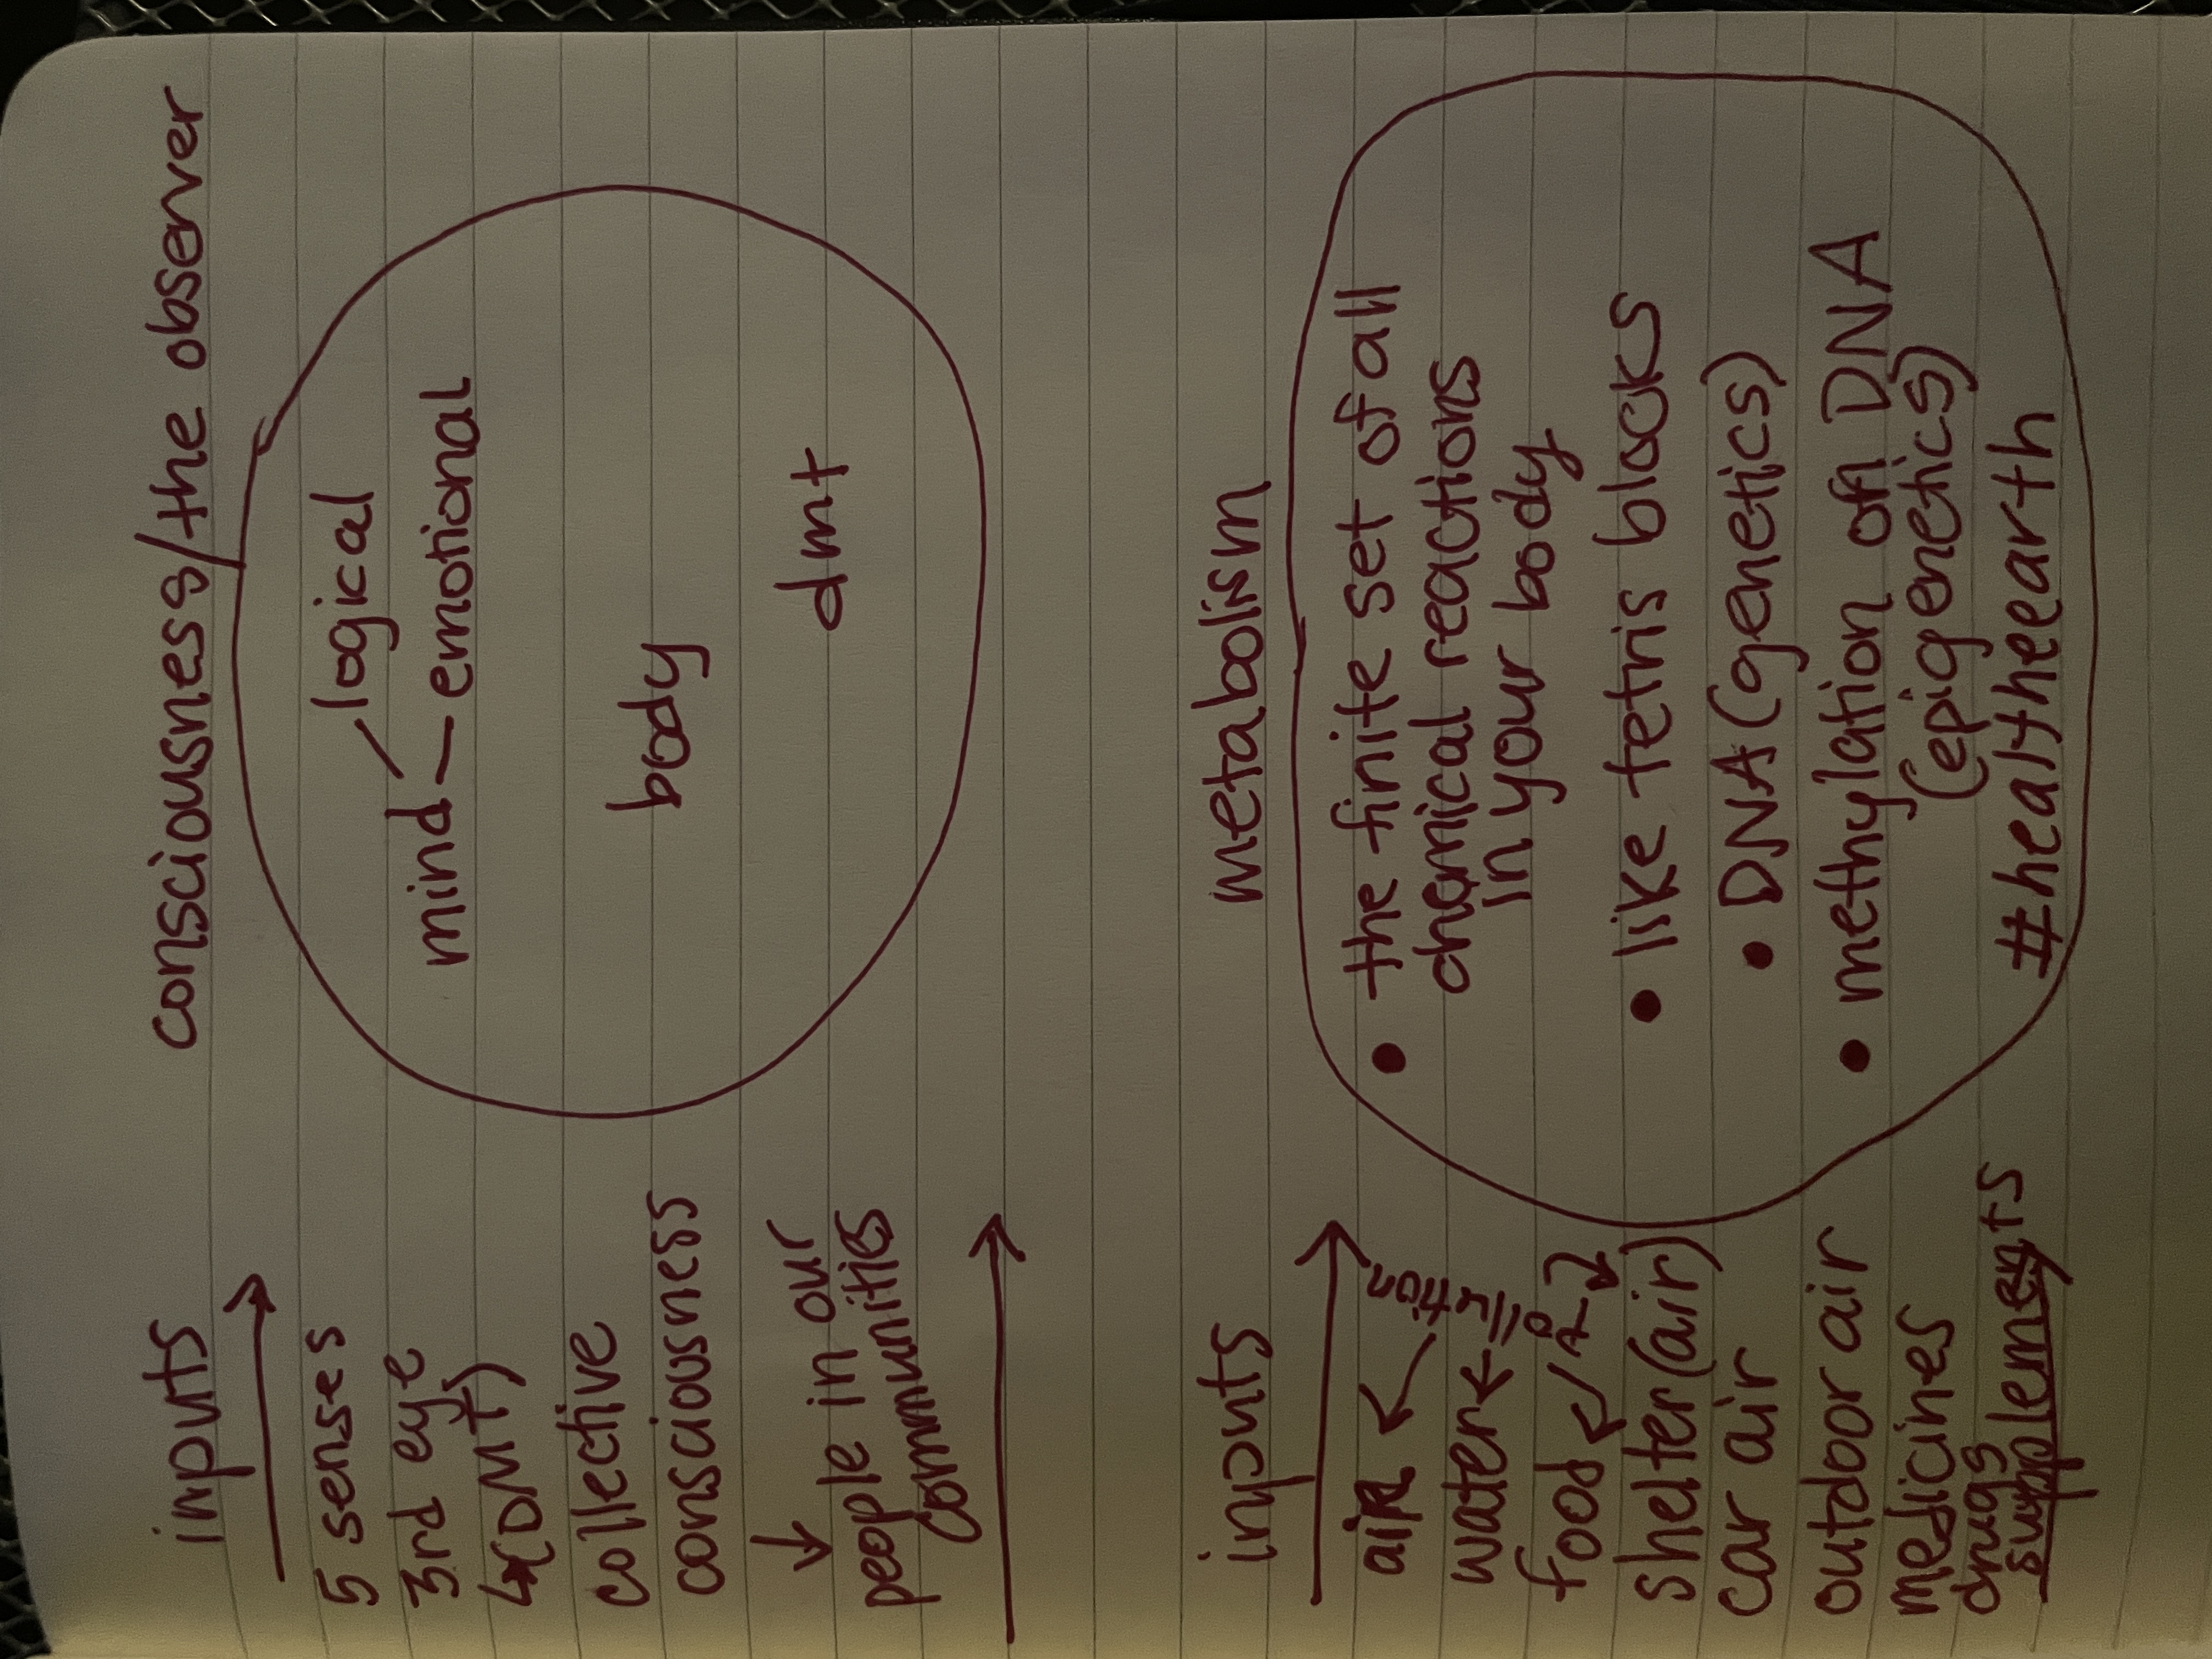 inputs
5 senses
3rd eye
↳(DMT)
collective
consciousness
↓
people in our
communities
consciousness/the observer
logical
mind
emotional
body
dmt
inputs
air
water
food
shelter(air)
car air
outdoor air
medicines
drugs
supplements
pollution
metabolism
• the finite set of all
chemical reactions
in your body
• like tetris blocks
• DNA (genetics)
• methylation on DNA
(epigenetics)
#healtheearth